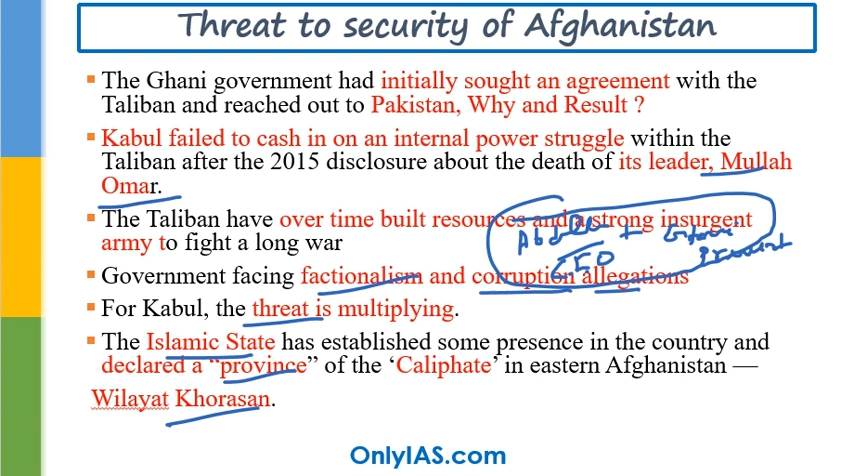 Threat to security of Afghanistan
▪ The Ghani government had initially sought an agreement with the
Taliban and reached out to Pakistan, Why and Result ?
▪ Kabul failed to cash in on an internal power struggle within the
Taliban after the 2015 disclosure about the death of its leader, Mullah
Omar.
▪ The Taliban have over time built resources and a strong insurgent
army to fight a long war
▪ Government facing factionalism and corruption allegations
▪ For Kabul, the threat is multiplying.
▪ The Islamic State has established some presence in the country and
declared a “province” of the ‘Caliphate’ in eastern Afghanistan —
Wilayat Khorasan.
+
CEO
OnlyIAS.com